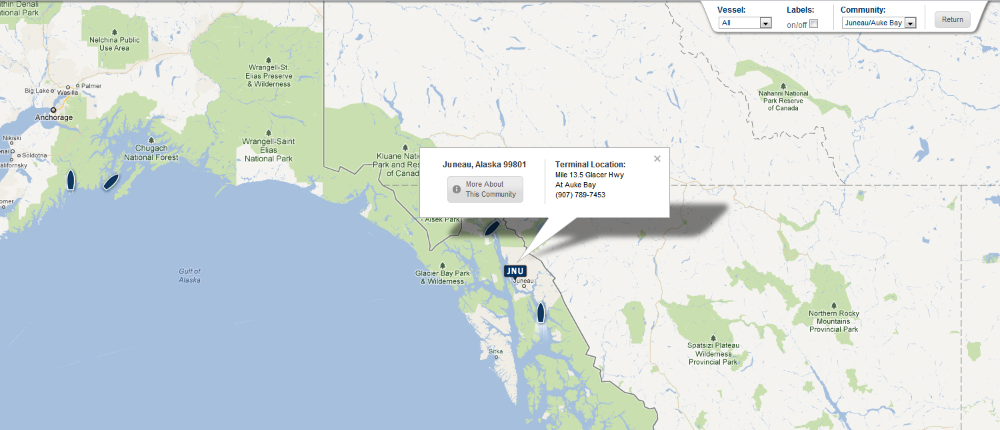 ithin Denali
ational Park
Vessel:
Labels:
Community:
All
on/off
Juneau/Auke Bay
Return
Nelchina Public
Use Area
Wrangell-St.
Elias Preserve
& Wilderness
Big Lake
Wasilla
Palmer
Anchorage
Nahanni National
Park Reserve
of Canada
Nikiski
enai
Soldotna
alifornsky
Chugach
National Forest
Wrangell-Saint
Elias
National Park
Kluane Natio
Park and Rese
of Canad
- Alsek Park
Juneau, Alaska 99801
More About
This Community
Terminal Location:
Mile 13.5 Glacer Hwy
At Auke Bay
(907) 789-7453
omer
Gulf of
Alaska
Glacier Bay Park
& Wilderness
JNU
Juneau
Sitka
Northern Rocky
Mountains
Provincial Park
Spatsizi Plateau
Wilderness
Provincial Park